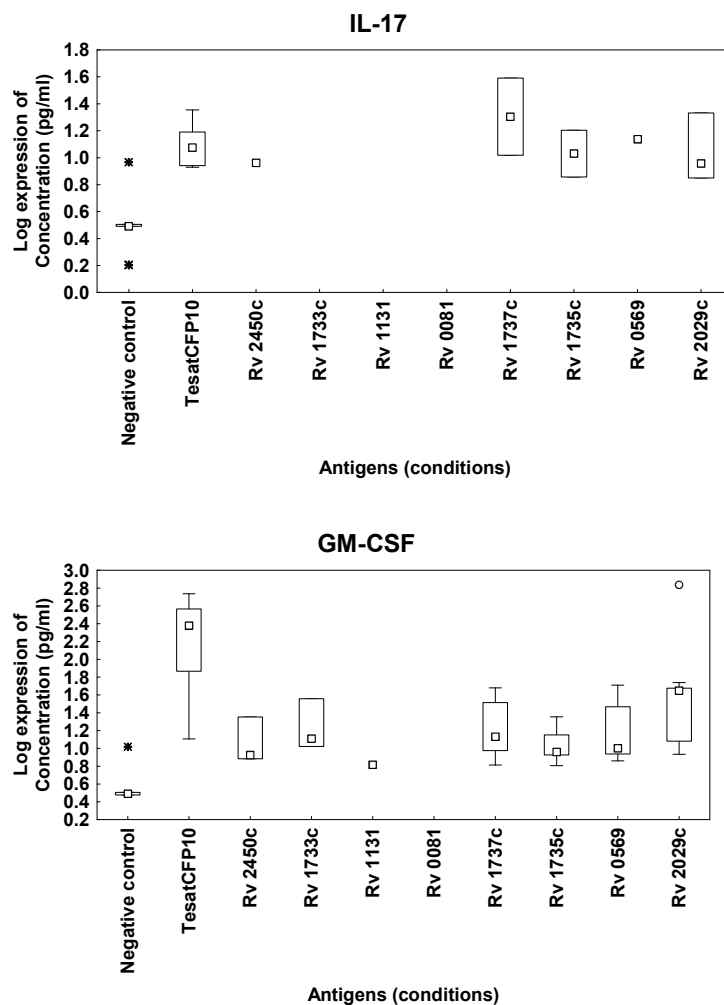 IL-17
Log expression of
Concentration (pg/ml)
1.8
1.6
1.4
1.2
1.0
0.8
0.6
0.4
0.2
0.0
Negative control
TesatCFP10
Rv 2450c
Rv 1733c
Rv 1131
Rv 0081
Rv 1737c
Rv 1735c
Rv 0569
Rv 2029c
Antigens (conditions)
GM-CSF
Log expression of
Concentration (pg/ml)
3.0
2.8
2.6
2.4
2.2
2.0
1.8
1.6
1.4
1.2
1.0
0.8
0.6
0.4
0.2
Negative control
TesatCFP10
Rv 2450c
Rv 1733c
Rv 1131
Rv 0081
Rv 1737c
Rv 1735c
Rv 0569
Rv 2029c
Antigens (conditions)